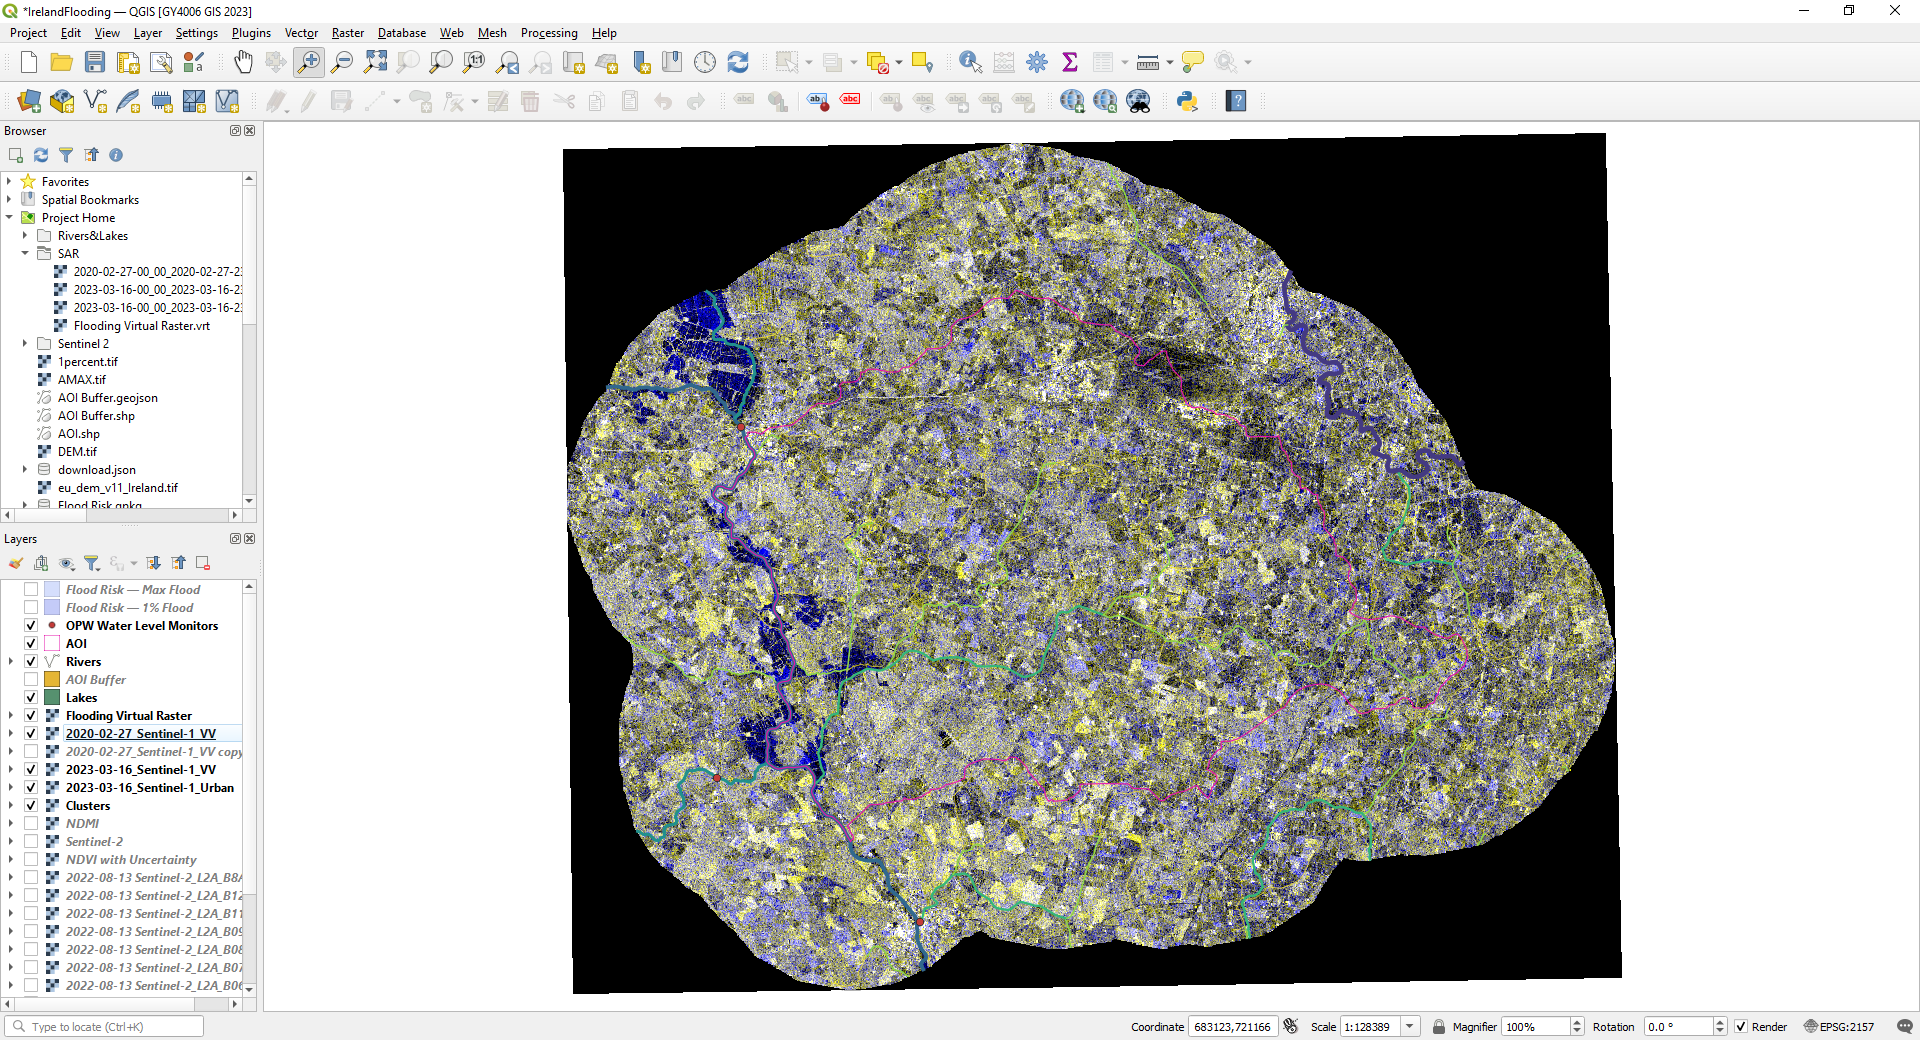 *IrelandFlooding — QGIS [GY4006 GIS 2023]
Project Edit View Layer Settings Plugins Vector Raster Database Web Mesh Processing Help
Browser
Favorites
Spatial Bookmarks
Project Home
Rivers&Lakes
SAR
2020-02-27-00_00_2020-02-27-2
2023-03-16-00_00_2023-03-16-2
2023-03-16-00_00_2023-03-16-2
Flooding Virtual Raster.vrt
Sentinel 2
1percent.tif
AMAX.tif
AOI Buffer.geojson
AOI Buffer.shp
AOI.shp
DEM.tif
download.json
eu_dem_v11_Ireland.tif
Flood Risk.gpkg
Layers
Flood Risk — Max Flood
Flood Risk — 1% Flood
OPW Water Level Monitors
AOI
Rivers
AOI Buffer
Lakes
Flooding Virtual Raster
2020-02-27_Sentinel-1_VV
2020-02-27_Sentinel-1_VV copy
2023-03-16_Sentinel-1_VV
2023-03-16_Sentinel-1_Urban
Clusters
NDMI
Sentinel-2
NDVI with Uncertainty
2022-08-13 Sentinel-2_L2A_B8A
2022-08-13 Sentinel-2_L2A_B12
2022-08-13 Sentinel-2_L2A_B11
2022-08-13 Sentinel-2_L2A_B09
2022-08-13 Sentinel-2_L2A_B08
2022-08-13 Sentinel-2_L2A_B07
2022-08-13 Sentinel-2_L2A_B06
Type to locate (Ctrl+K)
Coordinate 683123,721166 Scale 1:128389 Magnifier 100% Rotation 0.0 ° Render EPSG:2157